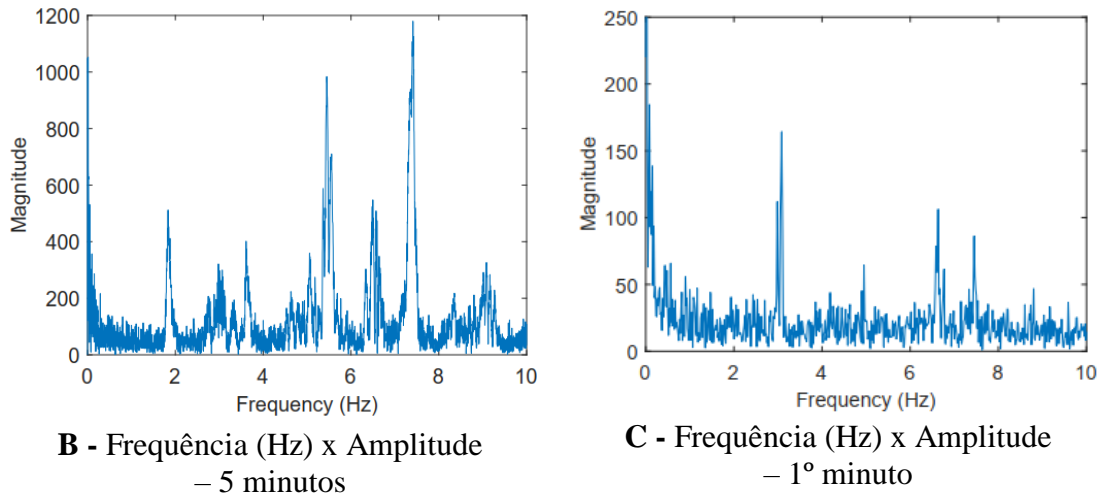 1200
1000
800
600
400
200
0
Magnitude
0 2 4 6 8 10
Frequency (Hz)
B - Frequência (Hz) x Amplitude
– 5 minutos
250
200
150
100
50
0
Magnitude
0 2 4 6 8 10
Frequency (Hz)
C - Frequência (Hz) x Amplitude
– 1º minuto